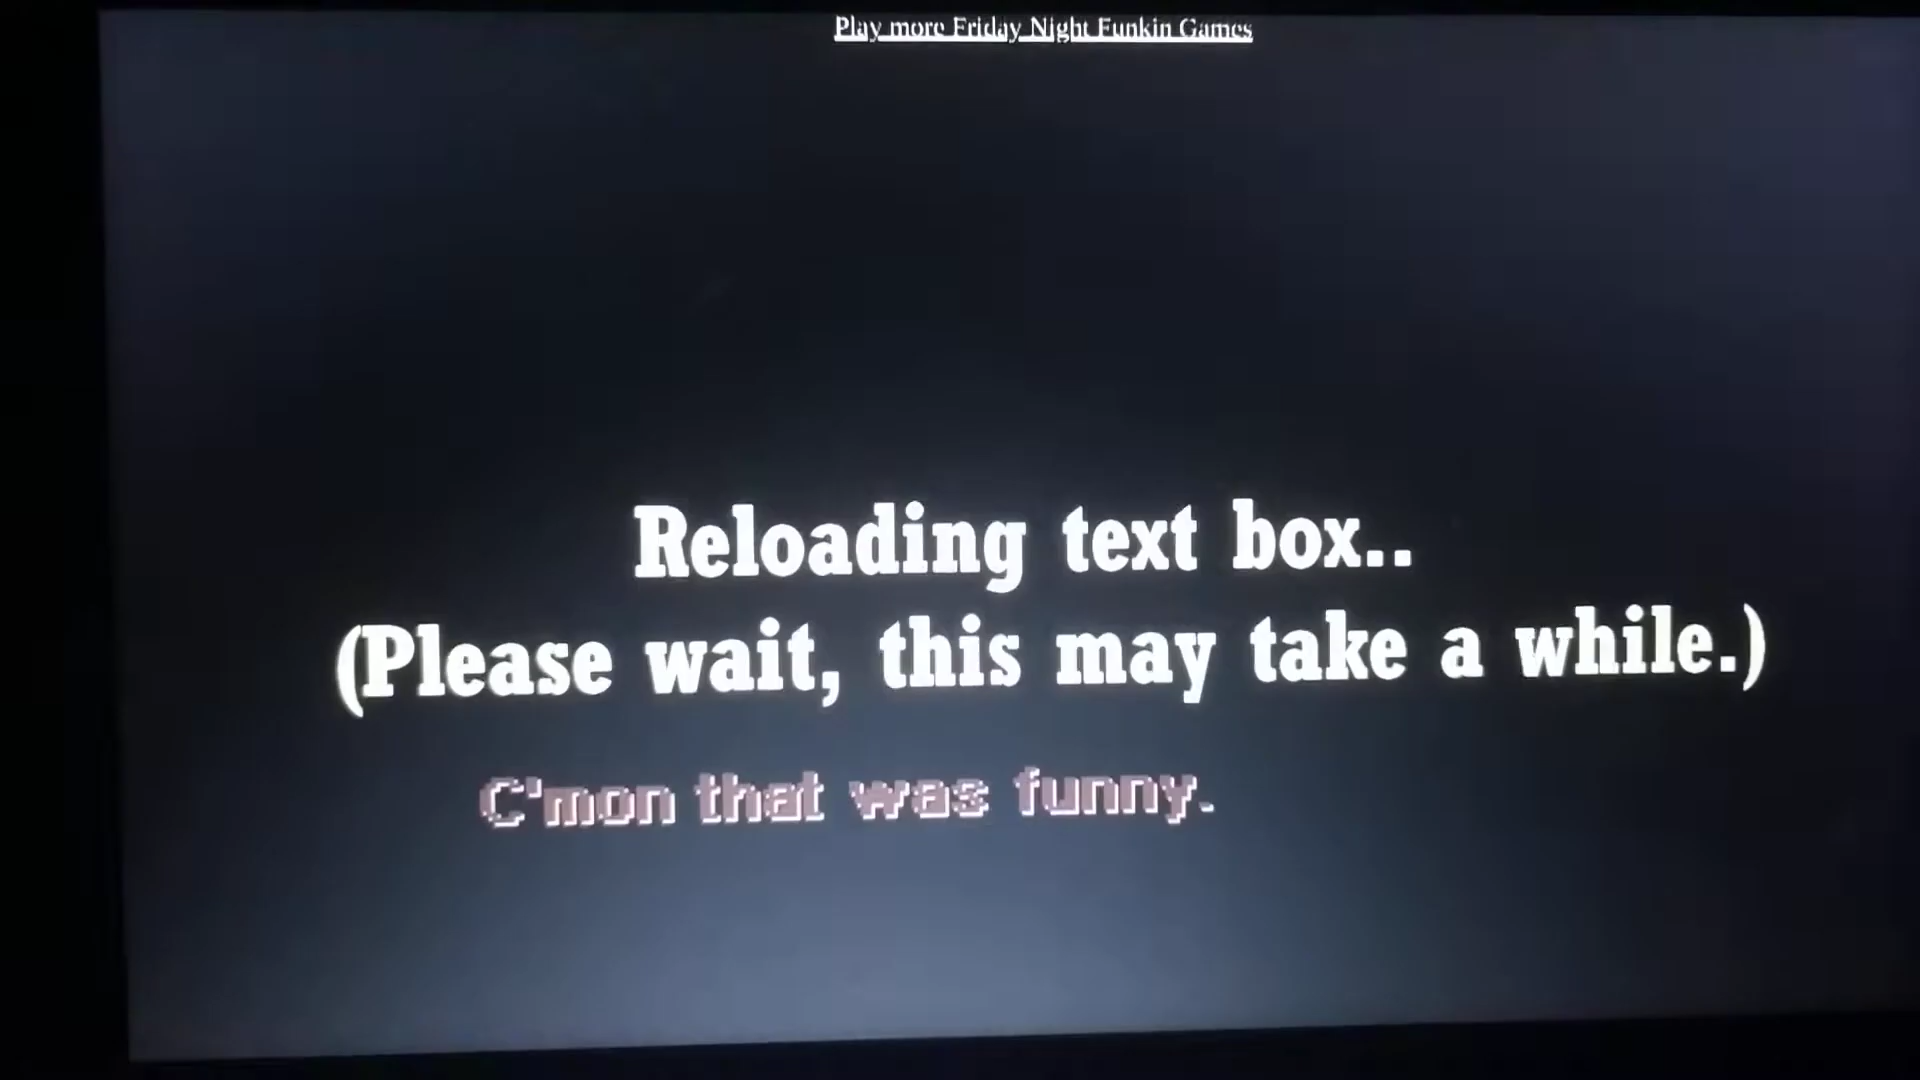 Play more Friday Night Funkin Games
Reloading text box..
(Please wait, this may take a while.)
C'mon that was funny.